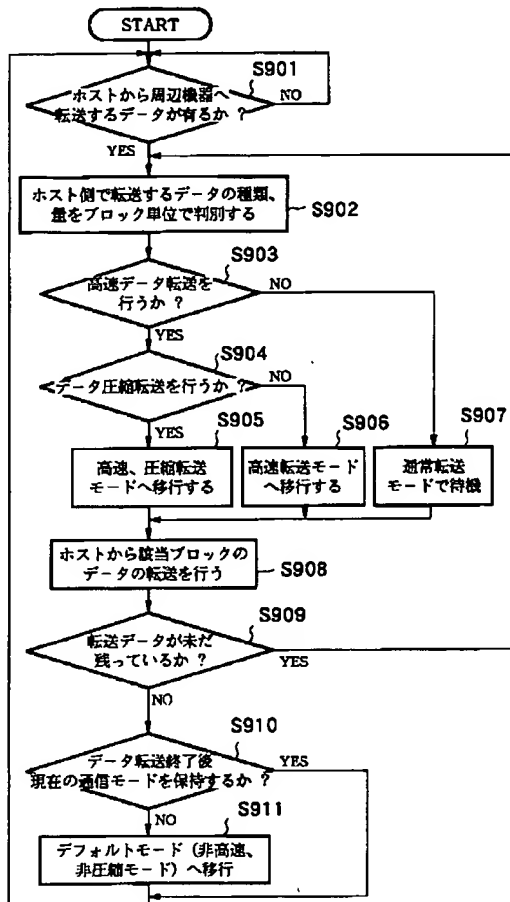 START
S901
ホストから周辺機器へ
転送するデータが有るか ?
NO
YES
ホスト側で転送するデータの種類、
量をブロック単位で判別する
S902
S903
高速データ転送を
行うか ?
NO
YES
S904
データ圧縮転送を行うか ?
NO
YES
S905
高速、圧縮転送
モードへ移行する
S906
高速転送モード
へ移行する
S907
通常転送
モードで待機
ホストから該当ブロックの
データの転送を行う
S908
S909
転送データが未だ
残っているか ?
YES
NO
S910
データ転送終了後
現在の通信モードを保持するか ?
YES
NO
S911
デフォルトモード (非高速、
非圧縮モード) へ移行